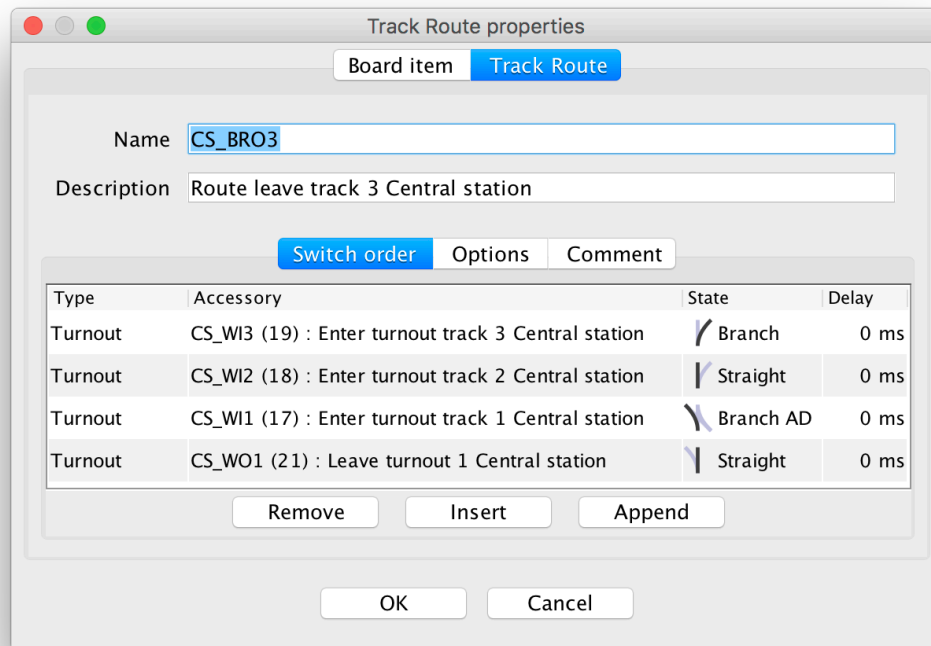 Track Route properties
Board item Track Route
Name CS_BRO3
Description Route leave track 3 Central station
Switch order Options Comment
Type Accessory State Delay
Turnout CS_WI3 (19) : Enter turnout track 3 Central station Branch 0 ms
Turnout CS_WI2 (18) : Enter turnout track 2 Central station Straight 0 ms
Turnout CS_WI1 (17) : Enter turnout track 1 Central station Branch AD 0 ms
Turnout CS_WO1 (21) : Leave turnout 1 Central station Straight 0 ms
Remove Insert Append
OK Cancel